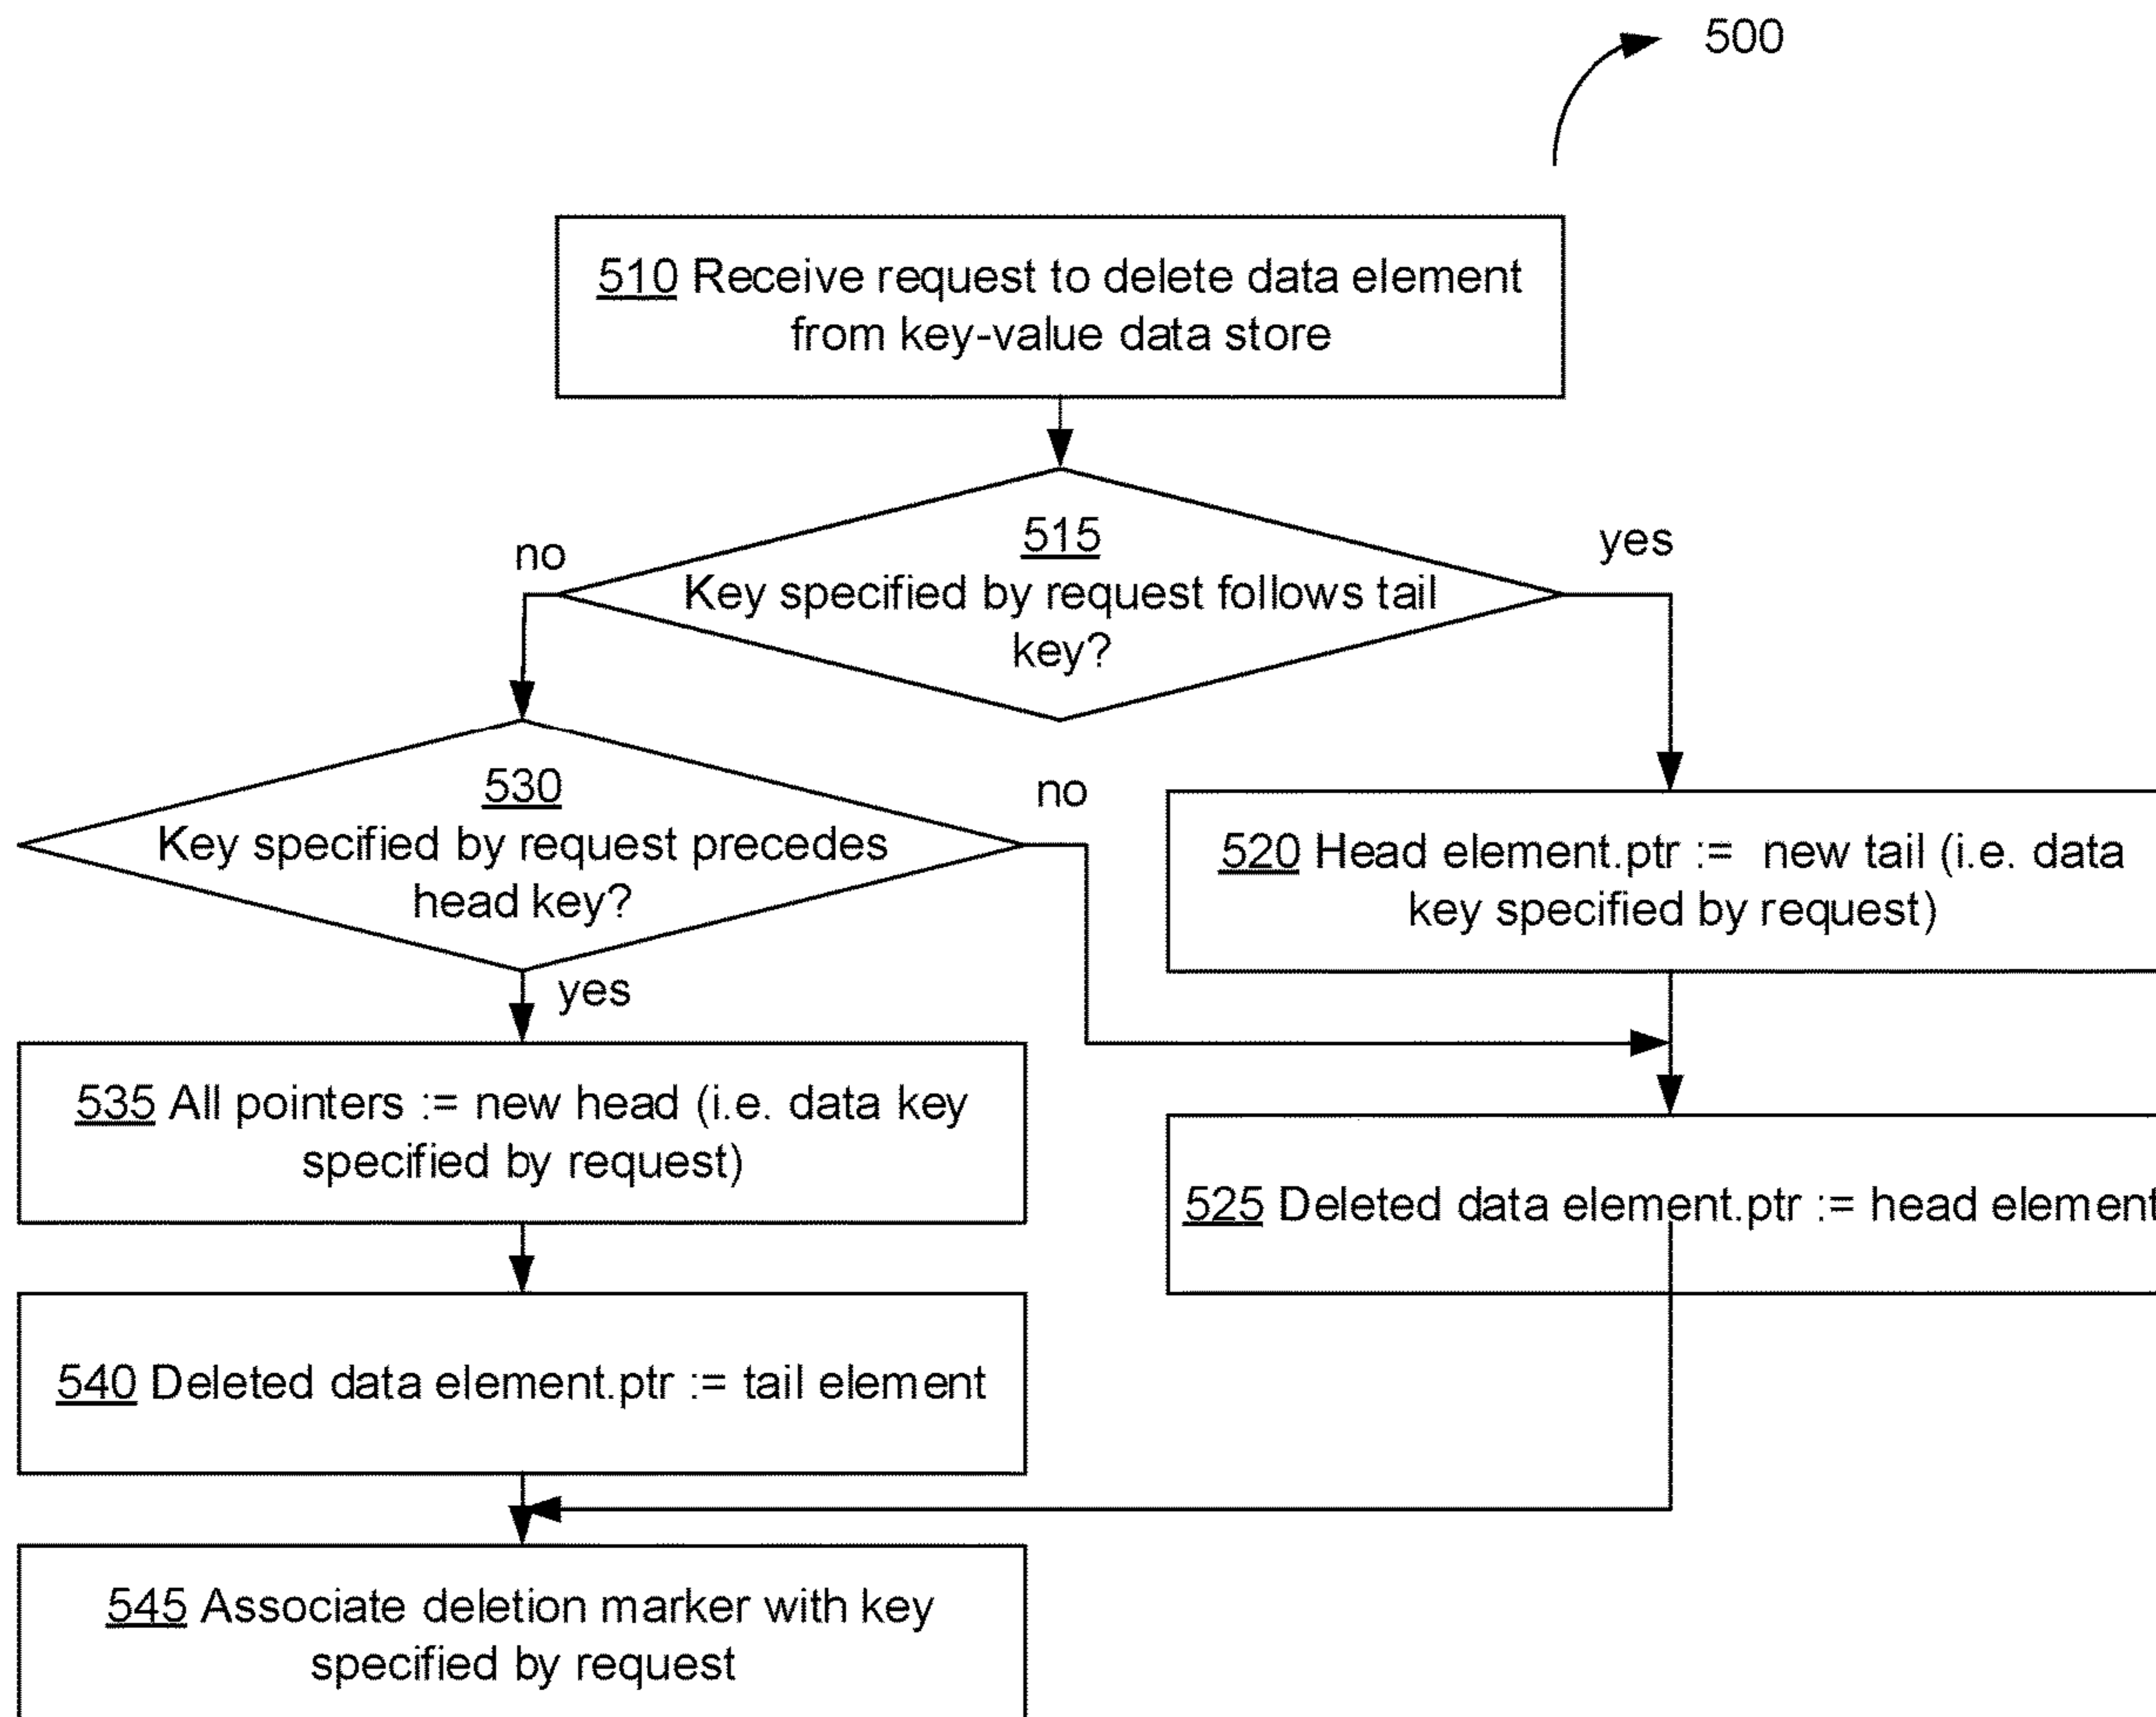 500
510 Receive request to delete data element
from key-value data store
515
Key specified by request follows tail
key?
no
yes
530
Key specified by request precedes
head key?
no
yes
520 Head element.ptr := new tail (i.e. data
key specified by request)
535 All pointers := new head (i.e. data key
specified by request)
525 Deleted data element.ptr := head element
540 Deleted data element.ptr := tail element
545 Associate deletion marker with key
specified by request